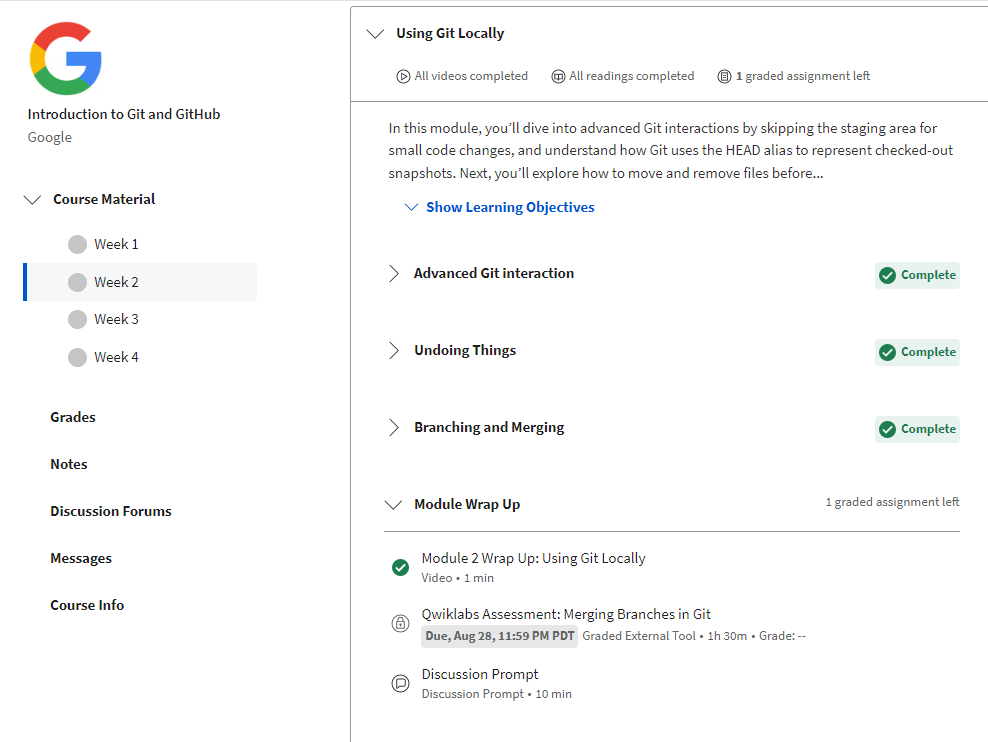 Introduction to Git and GitHub
Google
Course Material
Week 1
Week 2
Week 3
Week 4
Grades
Notes
Discussion Forums
Messages
Course Info
Using Git Locally
All videos completed
All readings completed
1 graded assignment left
In this module, you’ll dive into advanced Git interactions by skipping the staging area for
small code changes, and understand how Git uses the HEAD alias to represent checked-out
snapshots. Next, you’ll explore how to move and remove files before...
Show Learning Objectives
Advanced Git interaction
Complete
Undoing Things
Complete
Branching and Merging
Complete
Module Wrap Up
1 graded assignment left
Module 2 Wrap Up: Using Git Locally
Video • 1 min
Qwiklabs Assessment: Merging Branches in Git
Due, Aug 28, 11:59 PM PDT Graded External Tool • 1h 30m • Grade: --
Discussion Prompt
Discussion Prompt • 10 min